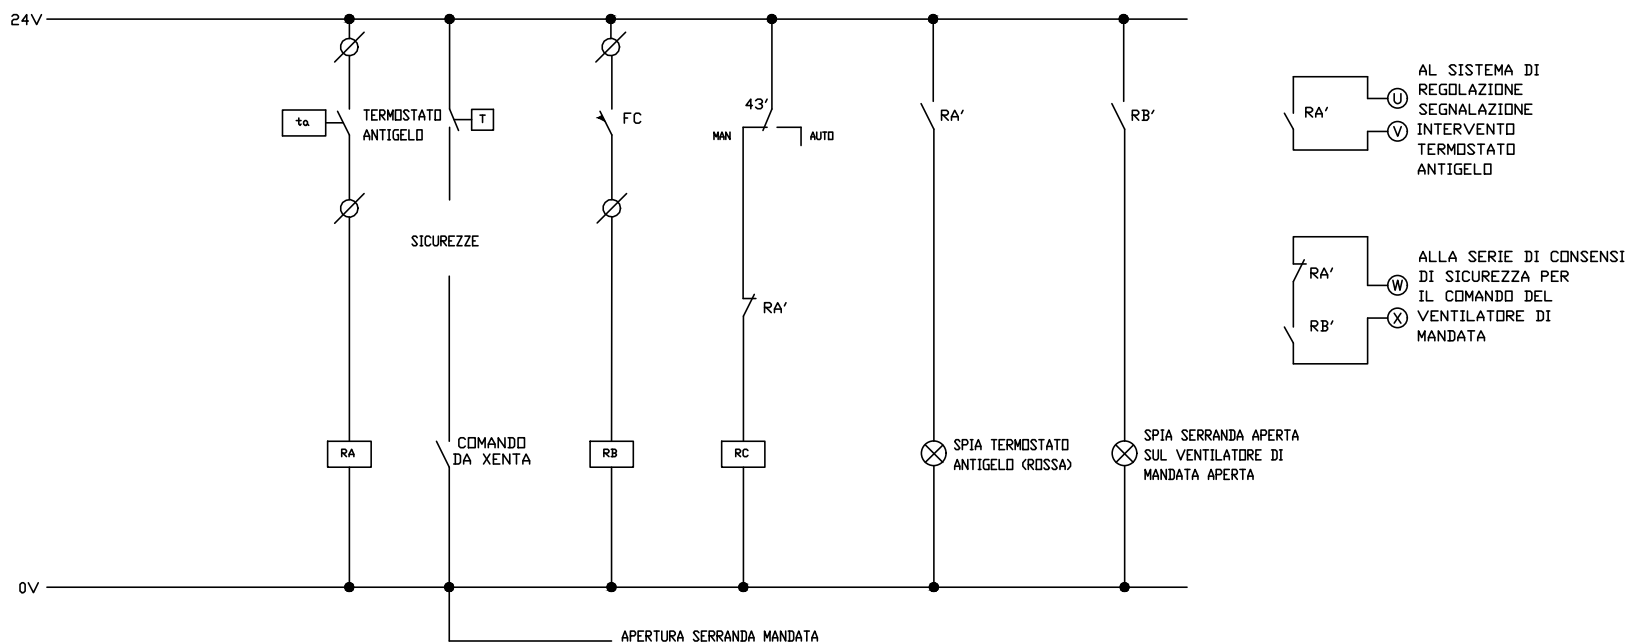 24V
ta
TERMOSTATO
ANTIGELO
T
SICUREZZE
COMANDO
DA XENTA
RA
FC
RB
43'
MAN
AUTO
RA'
RC
RA'
SPIA TERMOSTATO
ANTIGELO (ROSSA)
RB'
SPIA SERRANDA APERTA
SUL VENTILATORE DI
MANDATA APERTA
0V
APERTURA SERRANDA MANDATA
RA'
U
V
AL SISTEMA DI
REGOLAZIONE
SEGNALAZIONE
INTERVENTO
TERMOSTATO
ANTIGELO
RA'
RB'
W
X
ALLA SERIE DI CONSENSI
DI SICUREZZA PER
IL COMANDO DEL
VENTILATORE DI
MANDATA